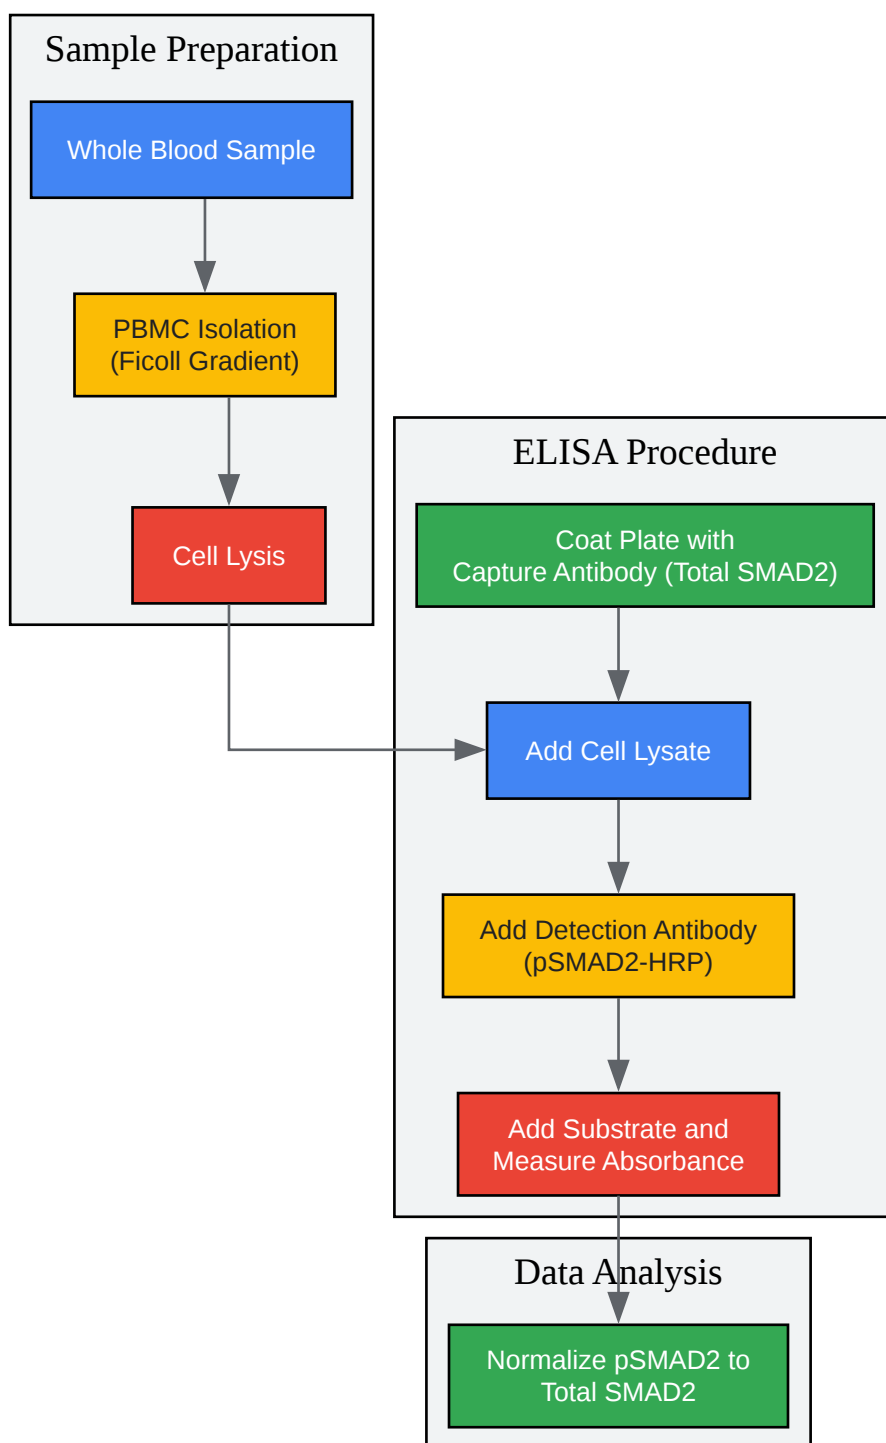 Sample Preparation
Whole Blood Sample
PBMC Isolation
(Ficoll Gradient)
Cell Lysis
ELISA Procedure
Coat Plate with
Capture Antibody (Total SMAD2)
Add Cell Lysate
Add Detection Antibody
(pSMAD2-HRP)
Add Substrate and
Measure Absorbance
Data Analysis
Normalize pSMAD2 to
Total SMAD2